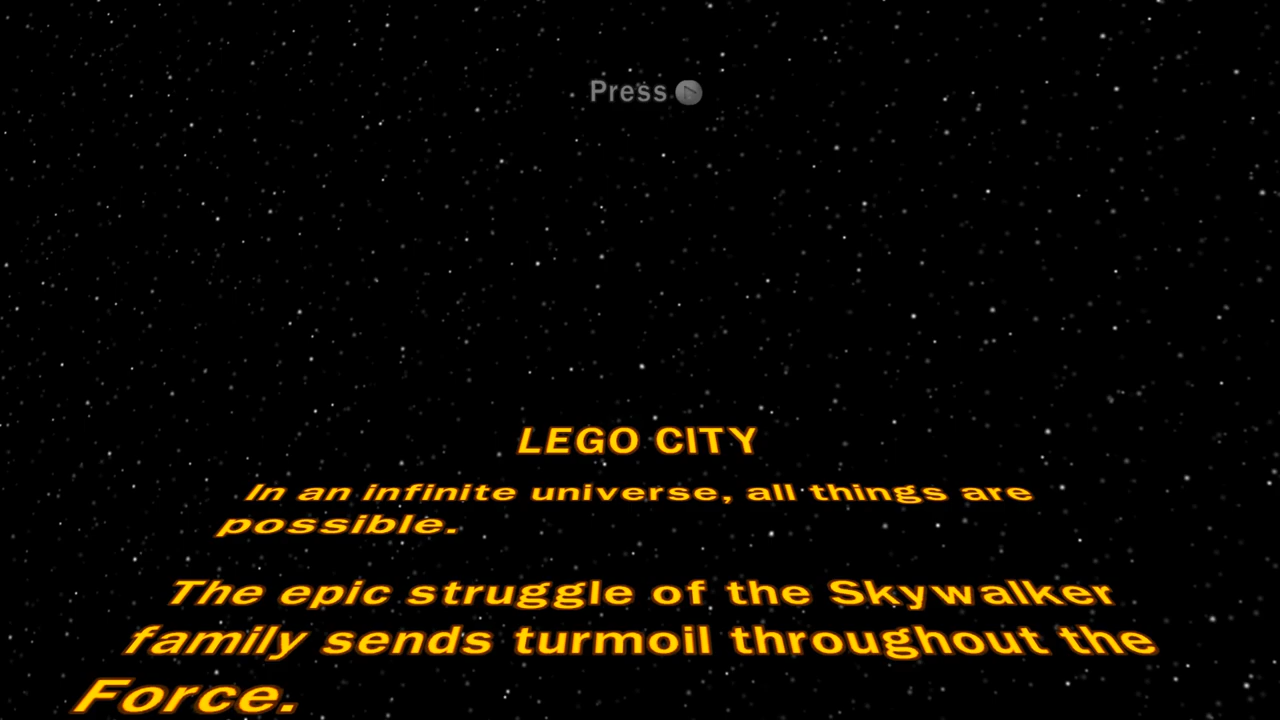 Press
LEGO CITY
In an infinite universe, all things are
possible.
The epic struggle of the Skywalker
family sends turmoil throughout the
Force.